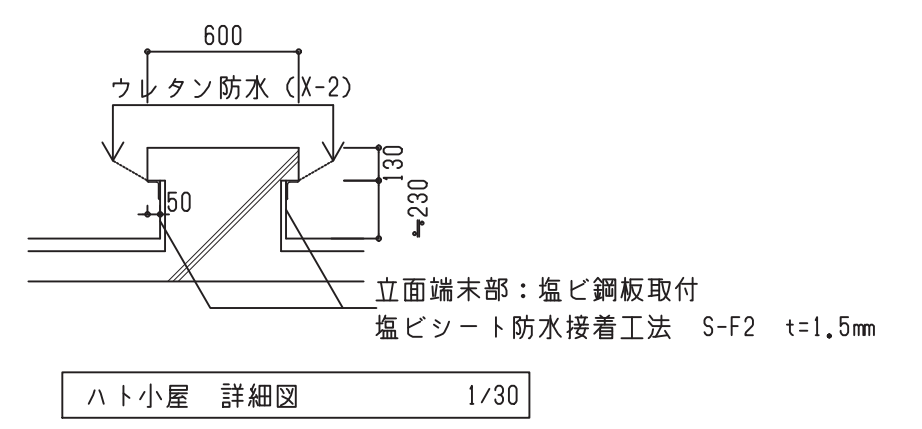 600
ウレタン防水(X-2)
130
50
≒230
立面端末部：塩ビ鋼板取付
塩ビシート防水接着工法 S-F2 t=1.5mm
ハト小屋 詳細図 1/30